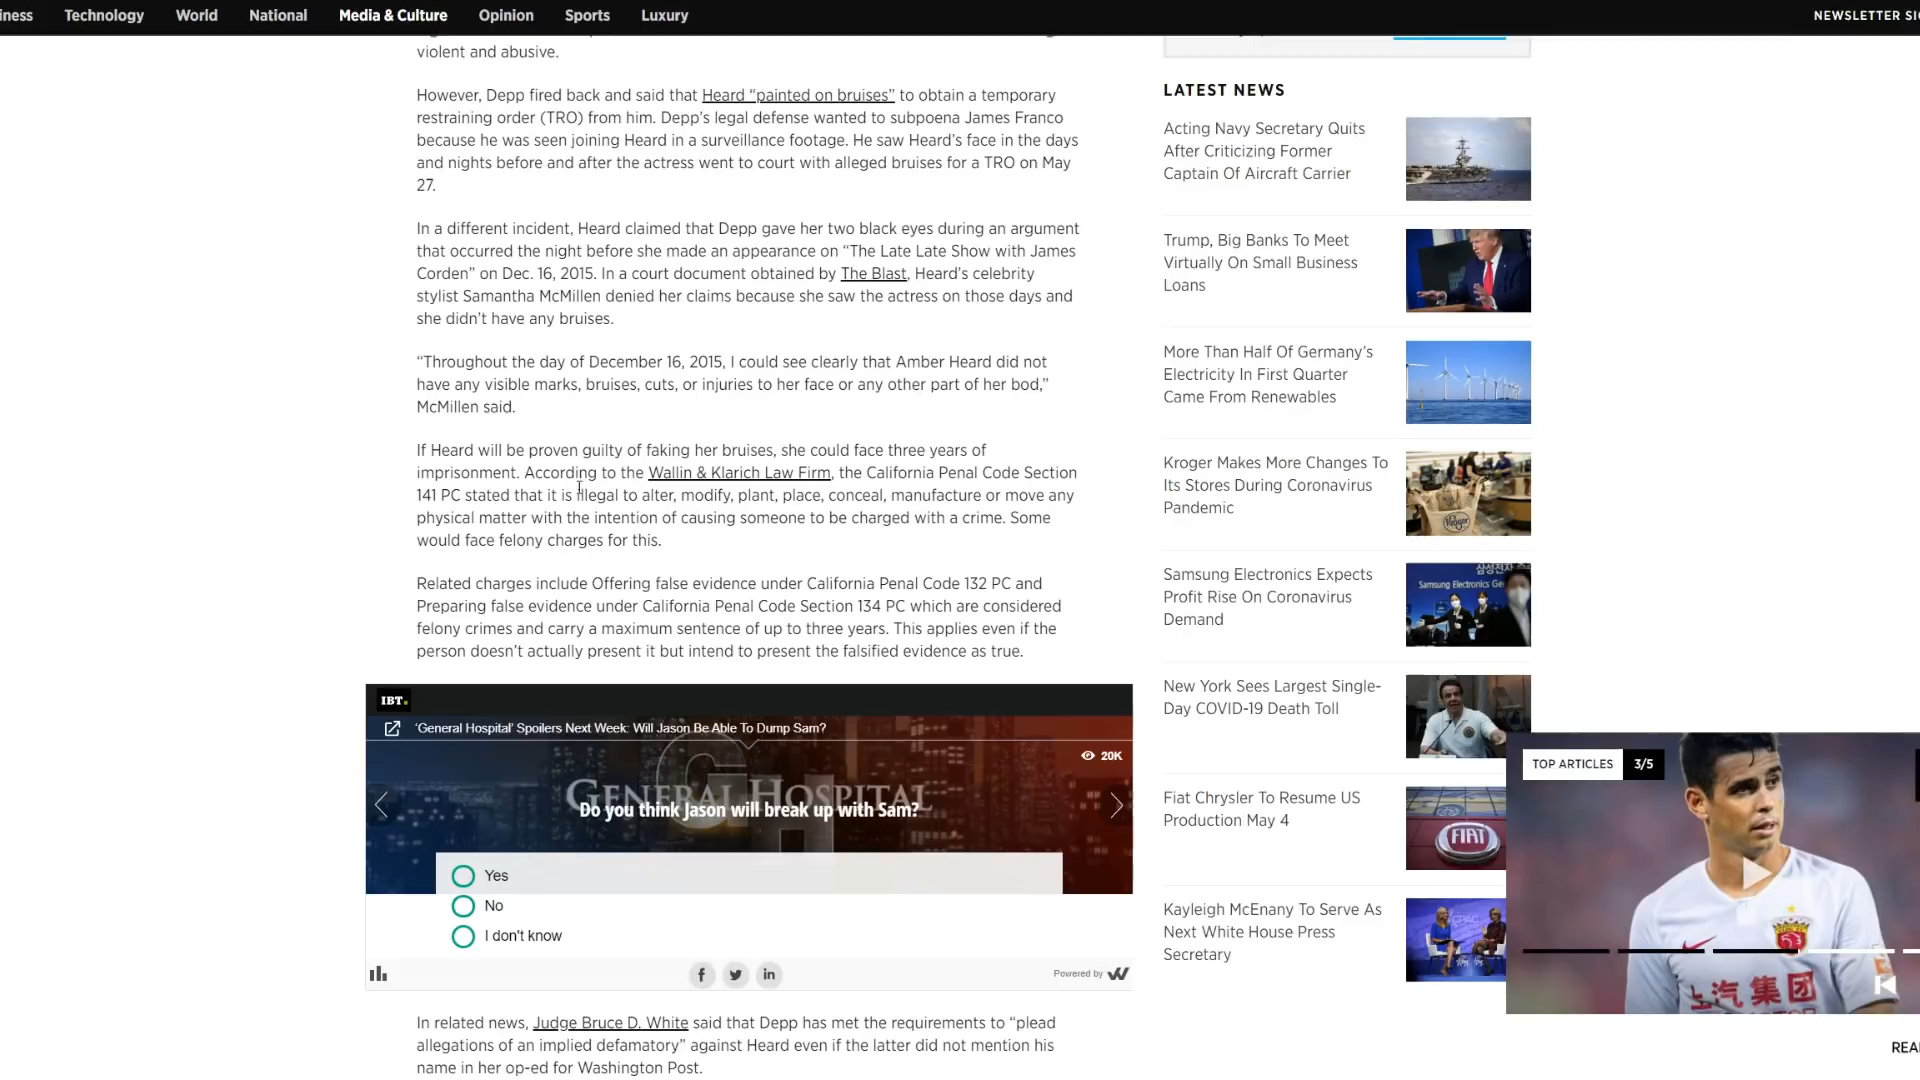 iness Technology World National Media & Culture Opinion Sports Luxury NEWSLETTER SI
violent and abusive.
However, Depp fired back and said that Heard “painted on bruises” to obtain a temporary
restraining order (TRO) from him. Depp’s legal defense wanted to subpoena James Franco
because he was seen joining Heard in a surveillance footage. He saw Heard’s face in the days
and nights before and after the actress went to court with alleged bruises for a TRO on May
27.
In a different incident, Heard claimed that Depp gave her two black eyes during an argument
that occurred the night before she made an appearance on “The Late Late Show with James
Corden” on Dec. 16, 2015. In a court document obtained by The Blast, Heard’s celebrity
stylist Samantha McMillen denied her claims because she saw the actress on those days and
she didn’t have any bruises.
“Throughout the day of December 16, 2015, I could see clearly that Amber Heard did not
have any visible marks, bruises, cuts, or injuries to her face or any other part of her bod,”
McMillen said.
If Heard will be proven guilty of faking her bruises, she could face three years of
imprisonment. According to the Wallin & Klarich Law Firm, the California Penal Code Section
141 PC stated that it is illegal to alter, modify, plant, place, conceal, manufacture or move any
physical matter with the intention of causing someone to be charged with a crime. Some
would face felony charges for this.
Related charges include Offering false evidence under California Penal Code 132 PC and
Preparing false evidence under California Penal Code Section 134 PC which are considered
felony crimes and carry a maximum sentence of up to three years. This applies even if the
person doesn’t actually present it but intend to present the falsified evidence as true.
IBT.
‘General Hospital’ Spoilers Next Week: Will Jason Be Able To Dump Sam?
20K
GENERAL HOSPITAL
GH
Do you think Jason will break up with Sam?
Yes
No
I don't know
Powered by
In related news, Judge Bruce D. White said that Depp has met the requirements to “plead
allegations of an implied defamatory” against Heard even if the latter did not mention his
name in her op-ed for Washington Post.
LATEST NEWS
Acting Navy Secretary Quits
After Criticizing Former
Captain Of Aircraft Carrier
Trump, Big Banks To Meet
Virtually On Small Business
Loans
More Than Half Of Germany’s
Electricity In First Quarter
Came From Renewables
Kroger Makes More Changes To
Its Stores During Coronavirus
Pandemic
Kroger
Samsung Electronics Expects
Profit Rise On Coronavirus
Demand
삼성전자
Samsung Electronics Ge
New York Sees Largest Single-
Day COVID-19 Death Toll
Fiat Chrysler To Resume US
Production May 4
FIAT
Kayleigh McEnany To Serve As
Next White House Press
Secretary
CPAC
TOP ARTICLES 3/5
上汽集团
REA